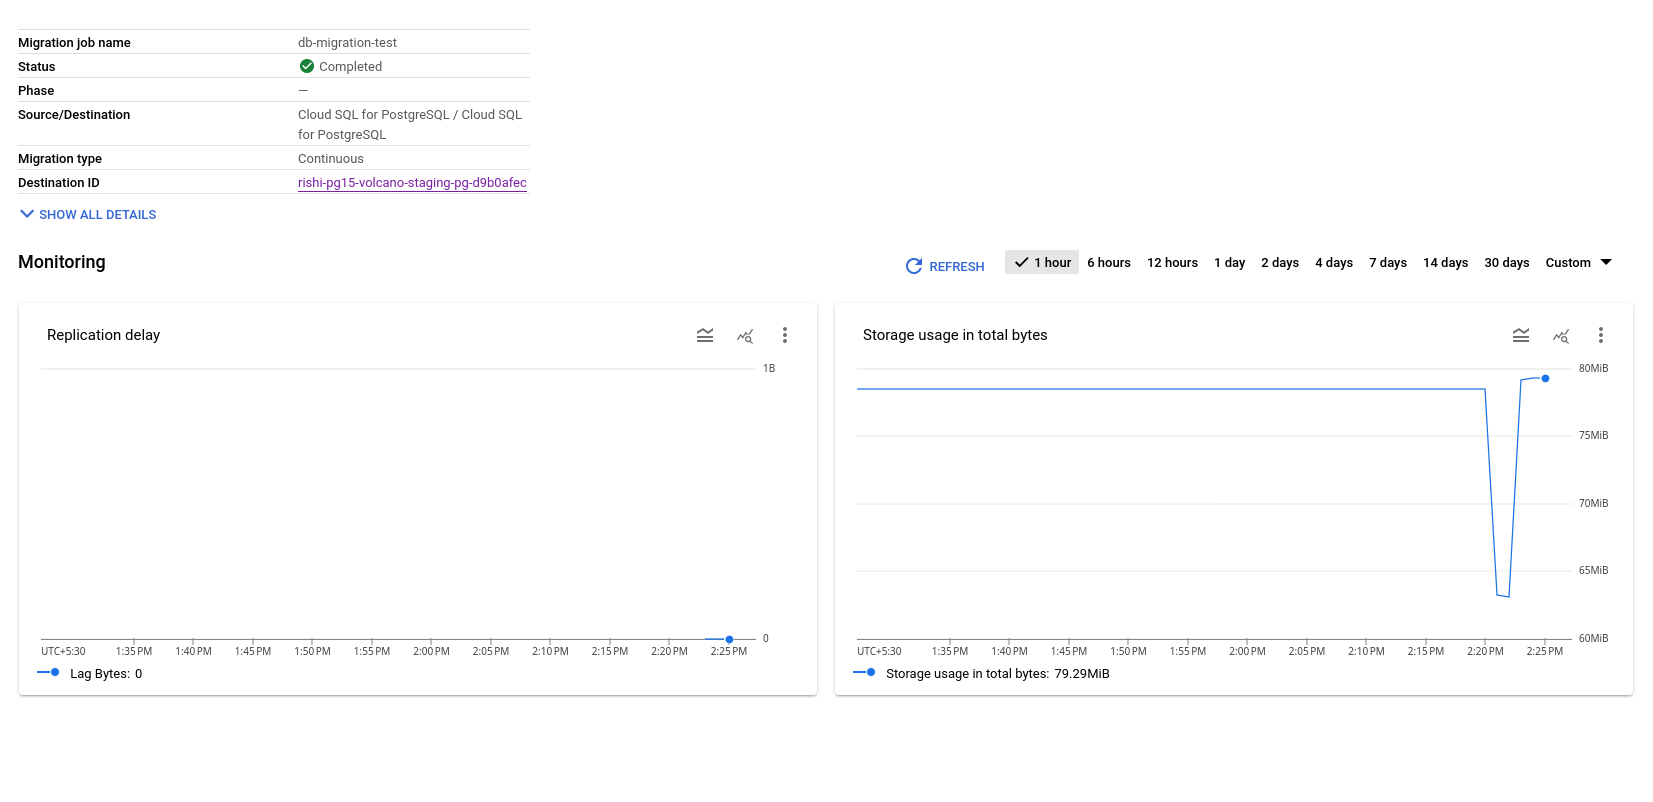 Migration job name db-migration-test
Status Completed
Phase —
Source/Destination Cloud SQL for PostgreSQL / Cloud SQL
for PostgreSQL
Migration type Continuous
Destination ID rishi-pg15-volcano-staging-pg-d9b0afec
SHOW ALL DETAILS
Monitoring
REFRESH 1 hour 6 hours 12 hours 1 day 2 days 4 days 7 days 14 days 30 days Custom
Replication delay
1B
0
UTC+5:30 1:35 PM 1:40 PM 1:45 PM 1:50 PM 1:55 PM 2:00 PM 2:05 PM 2:10 PM 2:15 PM 2:20 PM 2:25 PM
Lag Bytes: 0
Storage usage in total bytes
80MiB
75MiB
70MiB
65MiB
60MiB
UTC+5:30 1:35 PM 1:40 PM 1:45 PM 1:50 PM 1:55 PM 2:00 PM 2:05 PM 2:10 PM 2:15 PM 2:20 PM 2:25 PM
Storage usage in total bytes: 79.29MiB